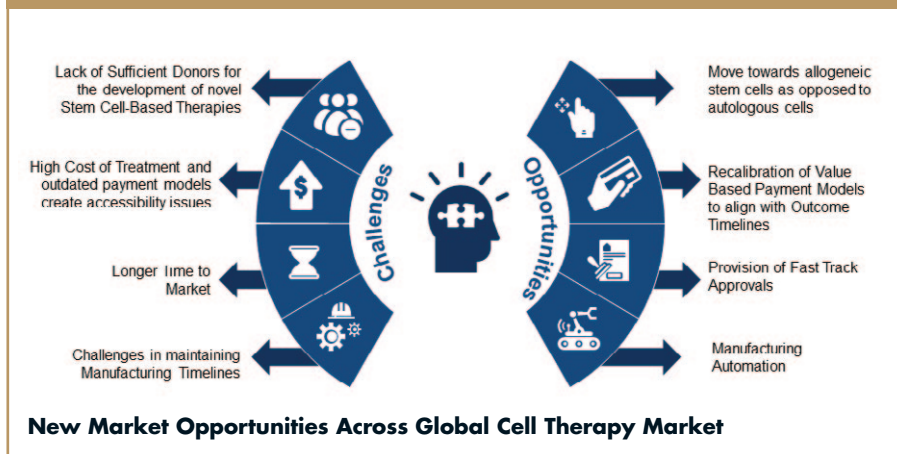 Lack of Sufficient Donors for
the development of novel
Stem Cell-Based Therapies
High Cost of Treatment and
outdated payment models
create accessibility issues
Longer Time to
Market
Challenges in maintaining
Manufacturing Timelines
Challenges
$
Opportunities
Move towards allogeneic
stem cells as opposed to
autologous cells
Recalibration of Value
Based Payment Models
to align with Outcome
Timelines
Provision of Fast Track
Approvals
Manufacturing
Automation
New Market Opportunities Across Global Cell Therapy Market